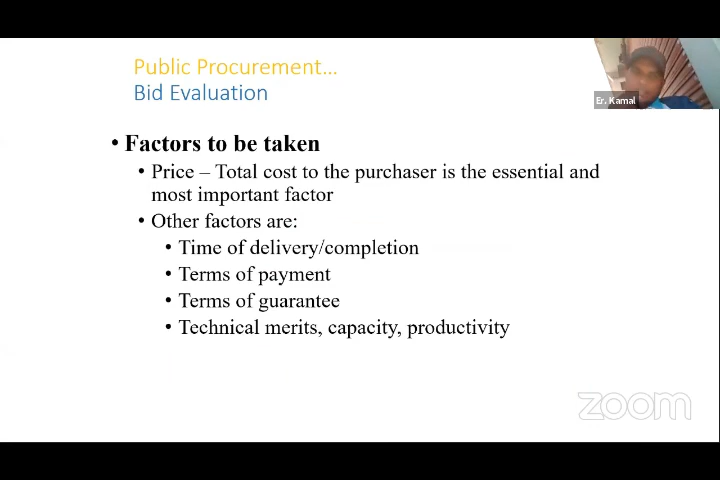 Public Procurement…
Bid Evaluation
Er. Kamal
• Factors to be taken
• Price – Total cost to the purchaser is the essential and
most important factor
• Other factors are:
• Time of delivery/completion
• Terms of payment
• Terms of guarantee
• Technical merits, capacity, productivity
zoom